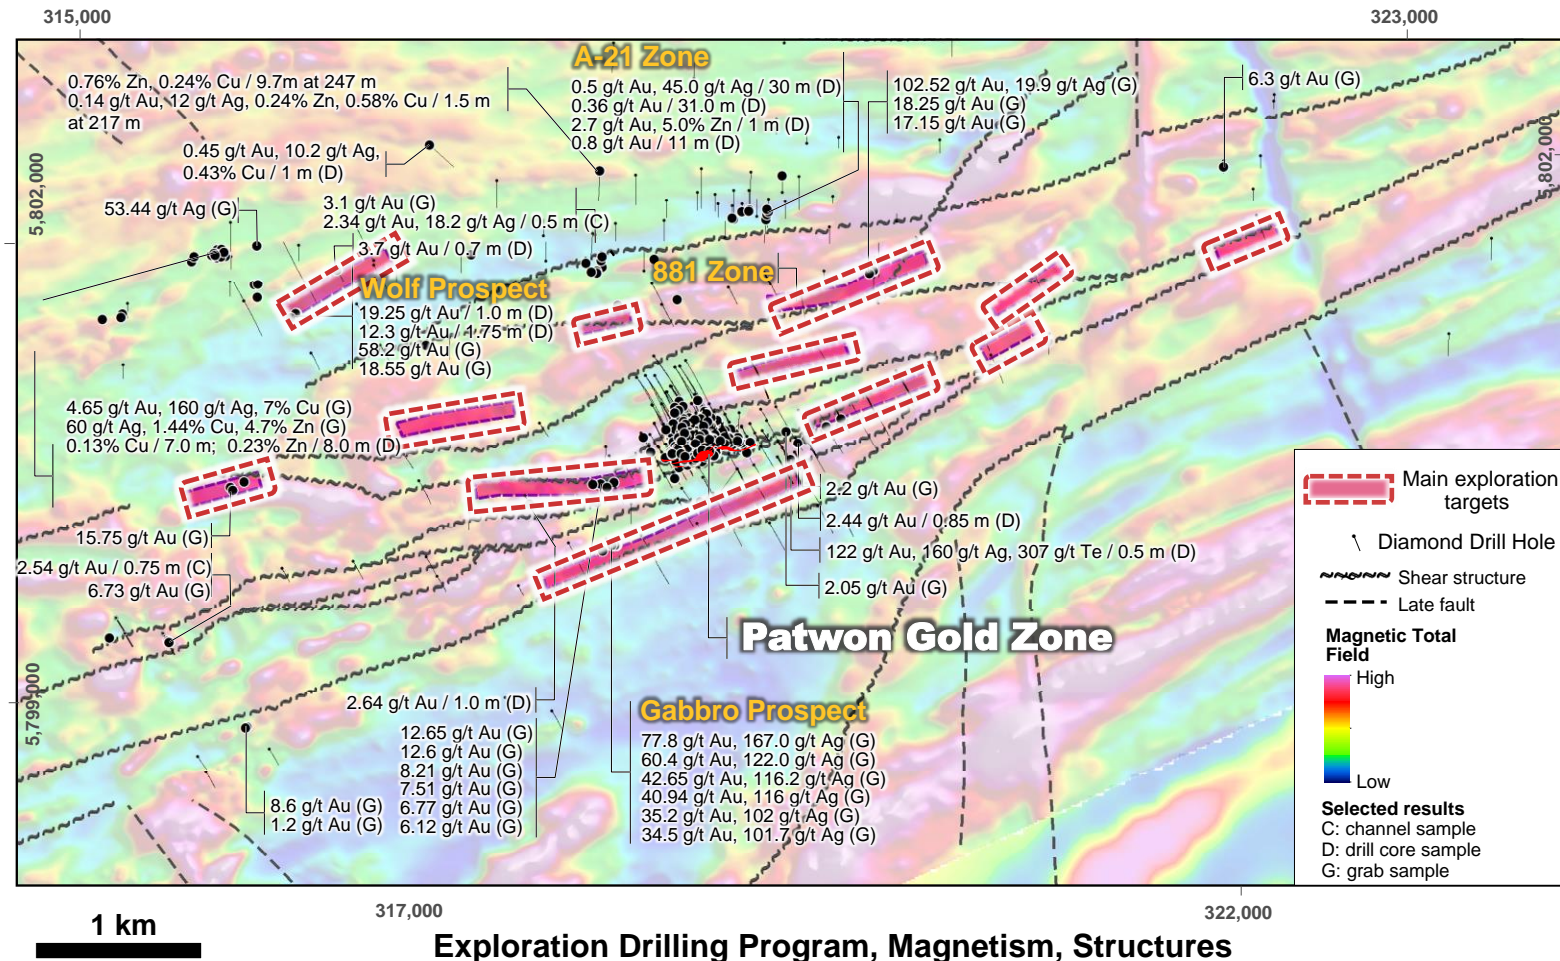 315,000
323,000
A-21 Zone
0.76% Zn, 0.24% Cu / 9.7m at 247 m
0.14 g/t Au, 12 g/t Ag, 0.24% Zn, 0.58% Cu / 1.5 m
at 217 m
0.5 g/t Au, 45.0 g/t Ag / 30 m (D)
0.36 g/t Au / 31.0 m (D)
2.7 g/t Au, 5.0% Zn / 1 m (D)
0.8 g/t Au / 11 m (D)
102.52 g/t Au, 19.9 g/t Ag (G)
18.25 g/t Au (G)
17.15 g/t Au (G)
6.3 g/t Au (G)
0.45 g/t Au, 10.2 g/t Ag,
0.43% Cu / 1 m (D)
5,802,000
5,802,000
53.44 g/t Ag (G)
3.1 g/t Au (G)
2.34 g/t Au, 18.2 g/t Ag / 0.5 m (C)
3.7 g/t Au / 0.7 m (D)
881 Zone
Wolf Prospect
19.25 g/t Au / 1.0 m (D)
12.3 g/t Au / 1.75 m (D)
58.2 g/t Au (G)
18.55 g/t Au (G)
4.65 g/t Au, 160 g/t Ag, 7% Cu (G)
60 g/t Ag, 1.44% Cu, 4.7% Zn (G)
0.13% Cu / 7.0 m; 0.23% Zn / 8.0 m (D)
15.75 g/t Au (G)
2.54 g/t Au / 0.75 m (C)
6.73 g/t Au (G)
2.2 g/t Au (G)
2.44 g/t Au / 0.85 m (D)
122 g/t Au, 160 g/t Ag, 307 g/t Te / 0.5 m (D)
2.05 g/t Au (G)
Patwon Gold Zone
5,799,000
2.64 g/t Au / 1.0 m (D)
12.65 g/t Au (G)
12.6 g/t Au (G)
8.21 g/t Au (G)
7.51 g/t Au (G)
6.77 g/t Au (G)
6.12 g/t Au (G)
8.6 g/t Au (G)
1.2 g/t Au (G)
Gabbro Prospect
77.8 g/t Au, 167.0 g/t Ag (G)
60.4 g/t Au, 122.0 g/t Ag (G)
42.65 g/t Au, 116.2 g/t Ag (G)
40.94 g/t Au, 116 g/t Ag (G)
35.2 g/t Au, 102 g/t Ag (G)
34.5 g/t Au, 101.7 g/t Ag (G)
Main exploration
targets
Diamond Drill Hole
Shear structure
Late fault
Magnetic Total
Field
High
Low
Selected results
C: channel sample
D: drill core sample
G: grab sample
1 km
317,000
322,000
Exploration Drilling Program, Magnetism, Structures